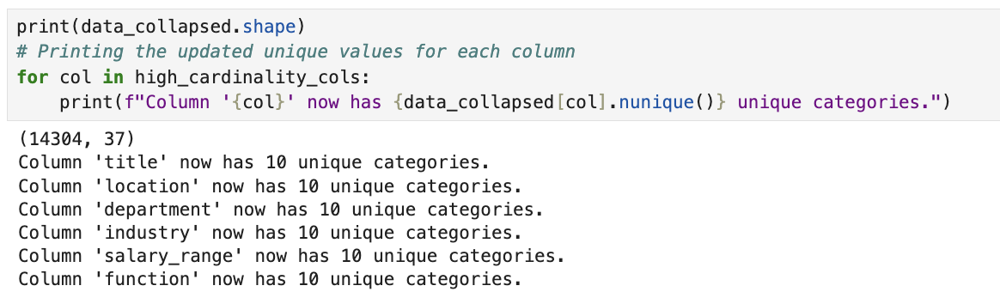 print(data_collapsed.shape)
# Printing the updated unique values for each column
for col in high_cardinality_cols:
    print(f"Column '{col}' now has {data_collapsed[col].nunique()} unique categories.")
(14304, 37)
Column 'title' now has 10 unique categories.
Column 'location' now has 10 unique categories.
Column 'department' now has 10 unique categories.
Column 'industry' now has 10 unique categories.
Column 'salary_range' now has 10 unique categories.
Column 'function' now has 10 unique categories.